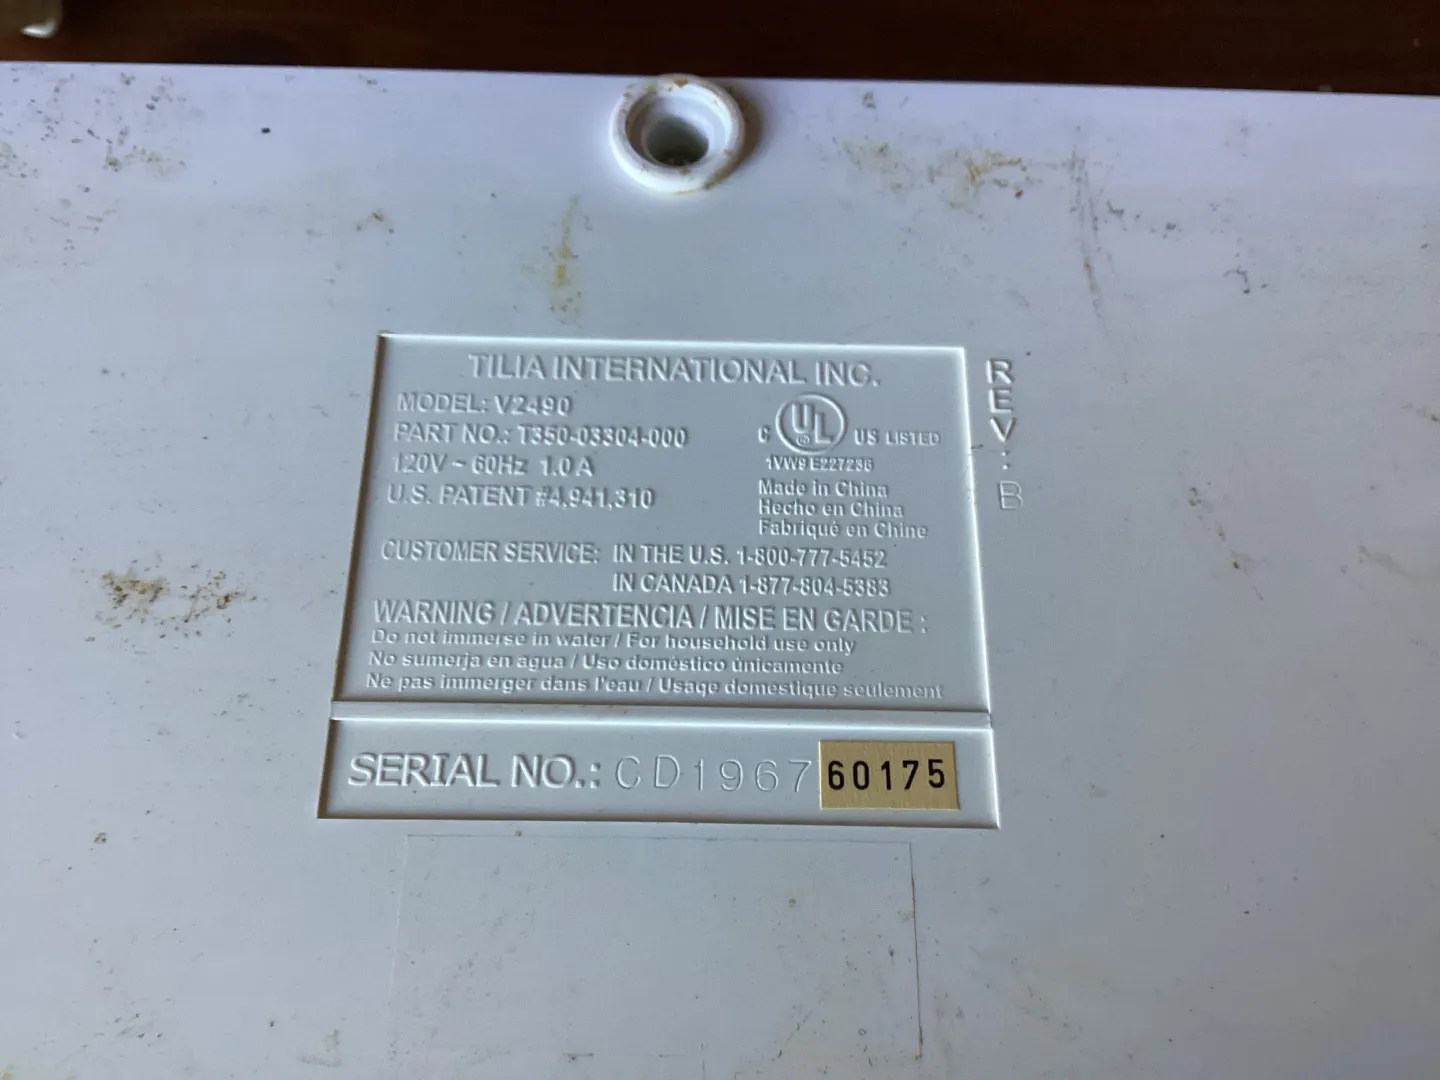 TILIA INTERNATIONAL INC.
MODEL: V2490
PART NO.: T350-03304-000
120V ~ 60Hz 1.0 A
U.S. PATENT #4,941,310
C UL US LISTED
1VW9 E227236
Made in China
Hecho en China
Fabriqué en Chine
CUSTOMER SERVICE: IN THE U.S. 1-800-777-5452
IN CANADA 1-877-804-5383
WARNING / ADVERTENCIA / MISE EN GARDE :
Do not immerse in water / For household use only
No sumerja en agua / Uso doméstico únicamente
Ne pas immerger dans l'eau / Usage domestique seulement
SERIAL NO.: CD1967 60175
REV: B